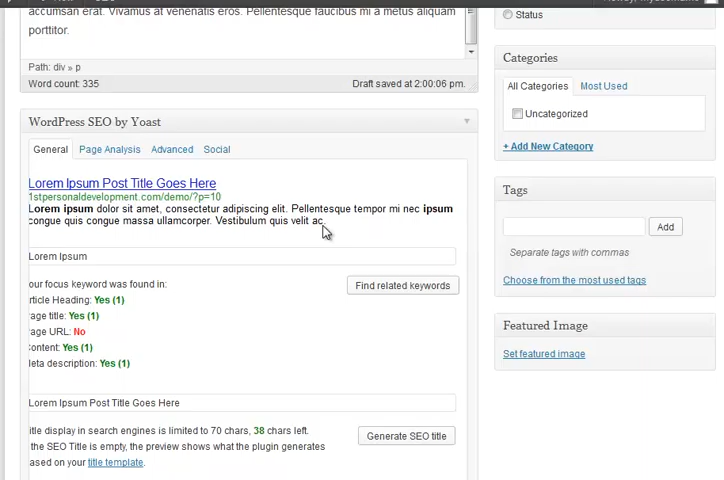 accumsan erat. Vivamus at venenatis eros. Pellentesque faucibus mi a metus aliquam
porttitor.
Path: div » p
Word count: 335
Draft saved at 2:00:06 pm.
WordPress SEO by Yoast
General
Page Analysis
Advanced
Social
Lorem Ipsum Post Title Goes Here
1stpersonaldevelopment.com/demo/?p=10
Lorem ipsum dolor sit amet, consectetur adipiscing elit. Pellentesque tempor mi nec ipsum
congue quis congue massa ullamcorper. Vestibulum quis velit ac.
Lorem Ipsum
our focus keyword was found in:
Find related keywords
rticle Heading: Yes (1)
age title: Yes (1)
age URL: No
Content: Yes (1)
leta description: Yes (1)
Lorem Ipsum Post Title Goes Here
itle display in search engines is limited to 70 chars, 38 chars left.
Generate SEO title
the SEO Title is empty, the preview shows what the plugin generates
ased on your title template.
Status
Categories
All Categories
Most Used
Uncategorized
+ Add New Category
Tags
Add
Separate tags with commas
Choose from the most used tags
Featured Image
Set featured image